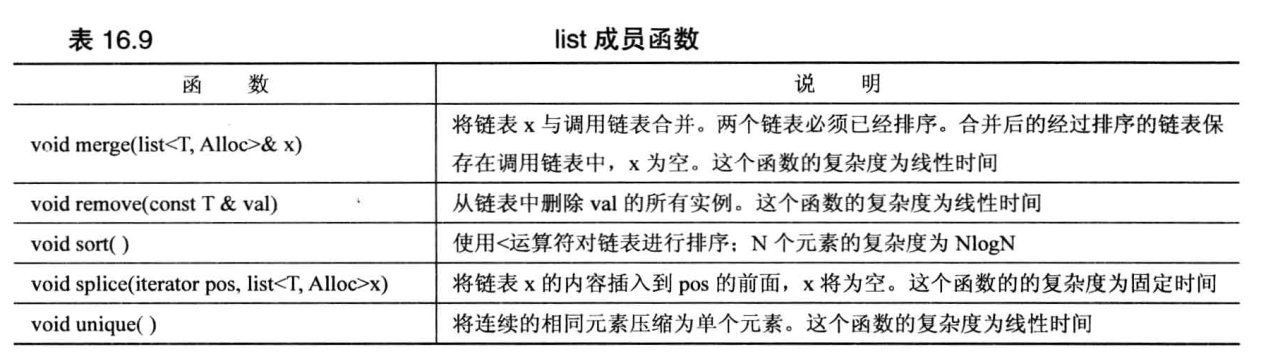 表 16.9 list 成员函数
函 数 说 明
void merge(list<T, Alloc>& x) 将链表 x 与调用链表合并。两个链表必须已经排序。合并后的经过排序的链表保
存在调用链表中，x 为空。这个函数的复杂度为线性时间
void remove(const T & val) 从链表中删除 val 的所有实例。这个函数的复杂度为线性时间
void sort( ) 使用<运算符对链表进行排序；N 个元素的复杂度为 NlogN
void splice(iterator pos, list<T, Alloc>x) 将链表 x 的内容插入到 pos 的前面，x 将为空。这个函数的的复杂度为固定时间
void unique( ) 将连续的相同元素压缩为单个元素。这个函数的复杂度为线性时间